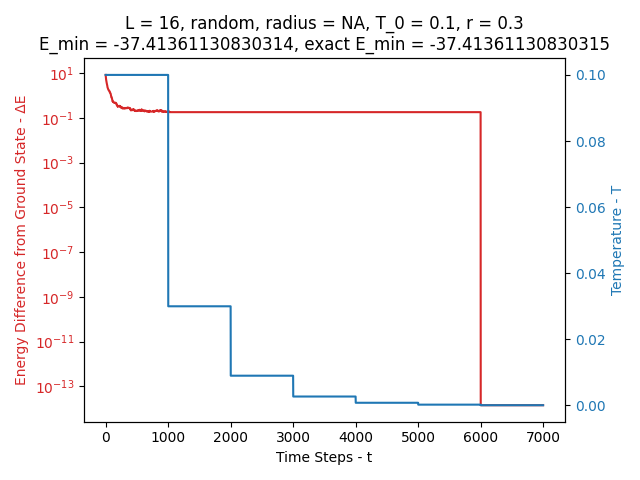 L = 16, random, radius = NA, T_0 = 0.1, r = 0.3
E_min = -37.41361130830314, exact E_min = -37.41361130830315
Energy Difference from Ground State - ΔE
10¹
10⁻¹
10⁻³
10⁻⁵
10⁻⁷
10⁻⁹
10⁻¹¹
10⁻¹³
0.10
0.08
0.06
0.04
0.02
0.00
Temperature - T
0 1000 2000 3000 4000 5000 6000 7000
Time Steps - t